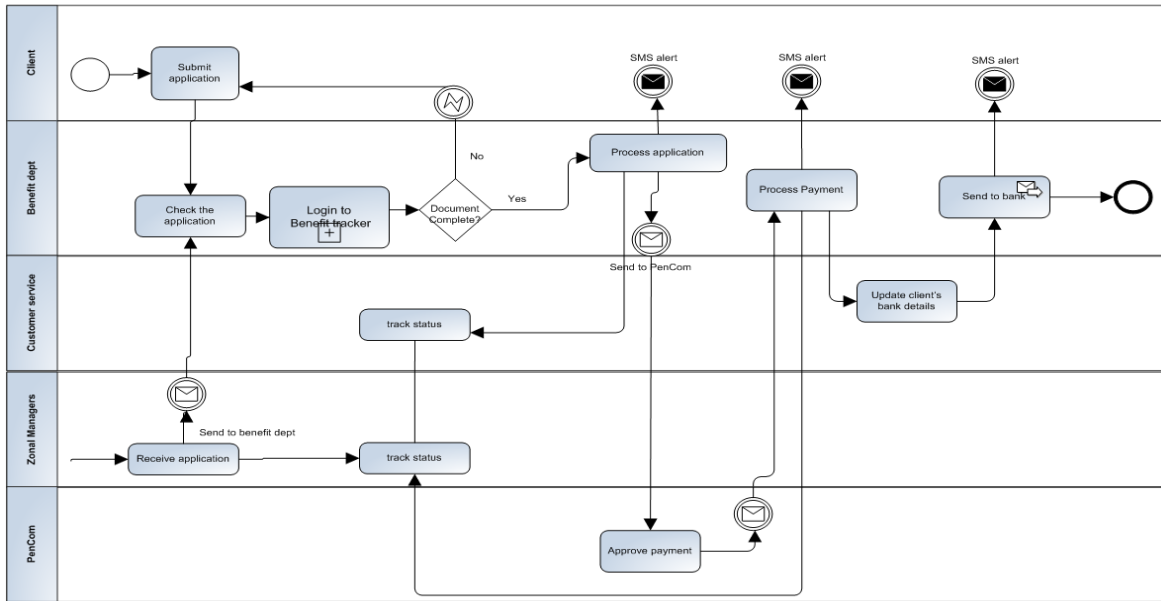 Client
Submit
application
SMS alert
SMS alert
SMS alert
Benefit dept
No
Process application
Check the
application
Login to
Benefit tracker
Document
Complete?
Yes
Process Payment
Send to bank
Send to PenCom
Customer service
Update client's
bank details
track status
Zonal Managers
Send to benefit dept
Receive application
track status
PenCom
Approve payment